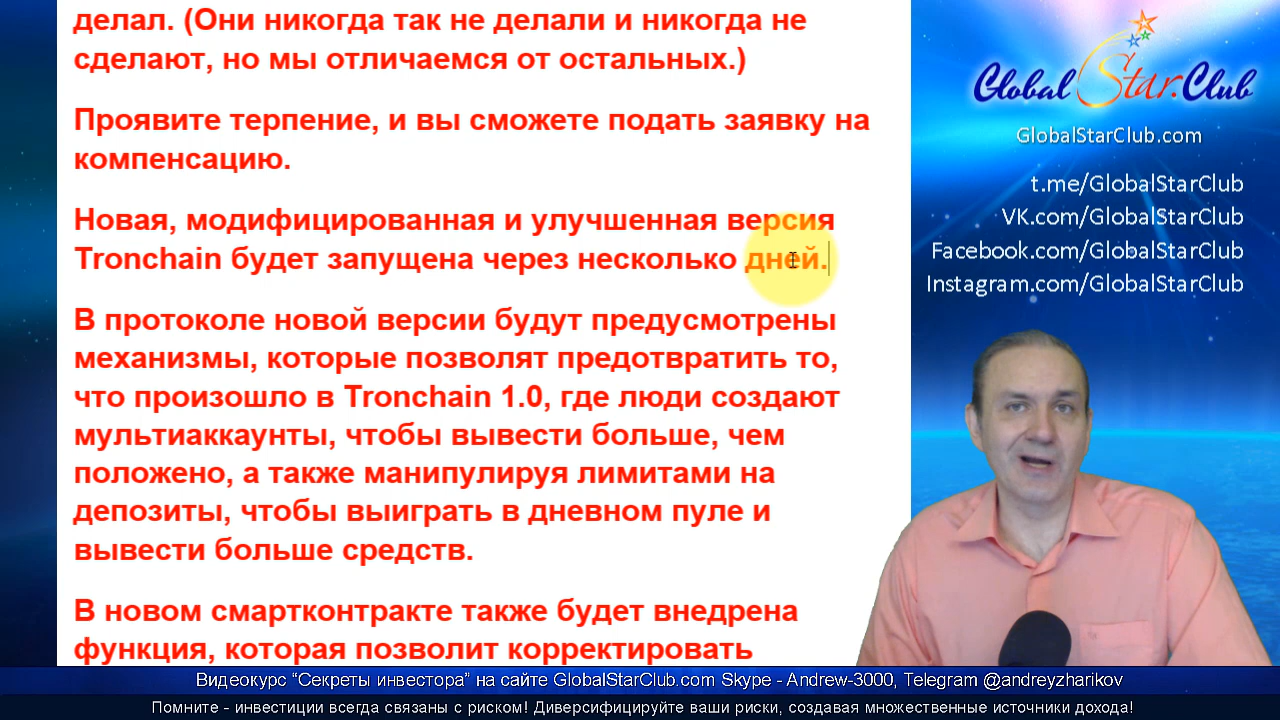 делал. (Они никогда так не делали и никогда не
сделают, но мы отличаемся от остальных.)
Проявите терпение, и вы сможете подать заявку на
компенсацию.
Новая, модифицированная и улучшенная версия
Tronchain будет запущена через несколько дней.
В протоколе новой версии будут предусмотрены
механизмы, которые позволят предотвратить то,
что произошло в Tronchain 1.0, где люди создают
мультиаккаунты, чтобы вывести больше, чем
положено, а также манипулируя лимитами на
депозиты, чтобы выиграть в дневном пуле и
вывести больше средств.
В новом смартконтракте также будет внедрена
функция, которая позволит корректировать
Global Star.Club
GlobalStarClub.com
t.me/GlobalStarClub
VK.com/GlobalStarClub
Facebook.com/GlobalStarClub
Instagram.com/GlobalStarClub
Видеокурс "Секреты инвестора" на сайте GlobalStarClub.com Skype - Andrew-3000, Telegram @andreyzharikov
Помните - инвестиции всегда связаны с риском! Диверсифицируйте ваши риски, создавая множественные источники дохода!